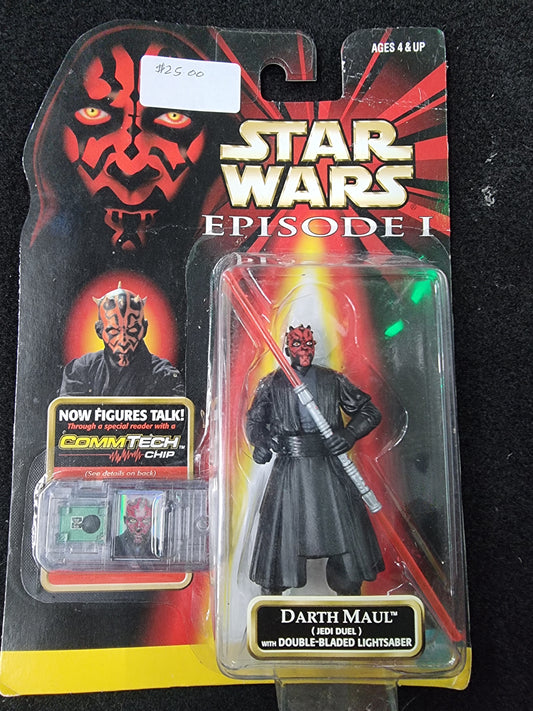 $25.00
AGES 4 & UP
STAR
WARS
EPISODE I
NOW FIGURES TALK!
Through a special reader with a
COMMTECH™
CHIP
(See details on back)
DARTH MAUL™
(JEDI DUEL)
WITH DOUBLE-BLADED LIGHTSABER